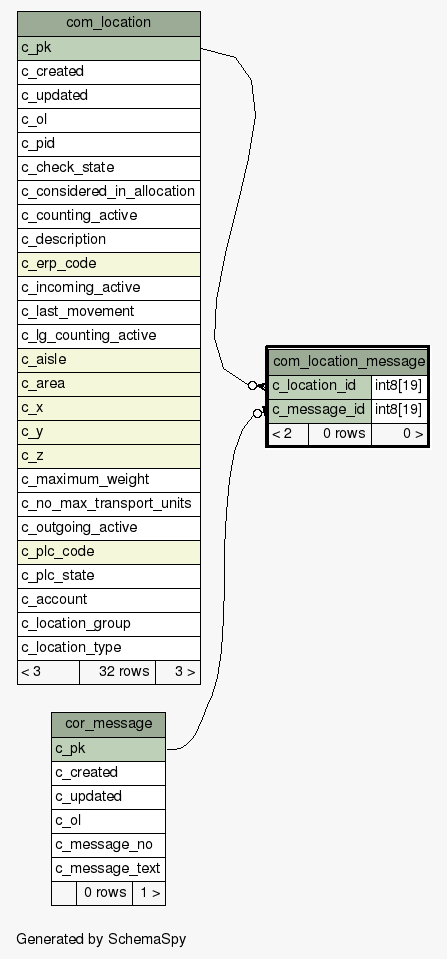 com_location
c_pk
c_created
c_updated
c_ol
c_pid
c_check_state
c_considered_in_allocation
c_counting_active
c_description
c_erp_code
c_incoming_active
c_last_movement
c_lg_counting_active
c_aisle
c_area
c_x
c_y
c_z
c_maximum_weight
c_no_max_transport_units
c_outgoing_active
c_plc_code
c_plc_state
c_account
c_location_group
c_location_type
< 3 32 rows 3 >
com_location_message
c_location_id int8[19]
c_message_id int8[19]
< 2 0 rows 0 >
cor_message
c_pk
c_created
c_updated
c_ol
c_message_no
c_message_text
0 rows 1 >
Generated by SchemaSpy